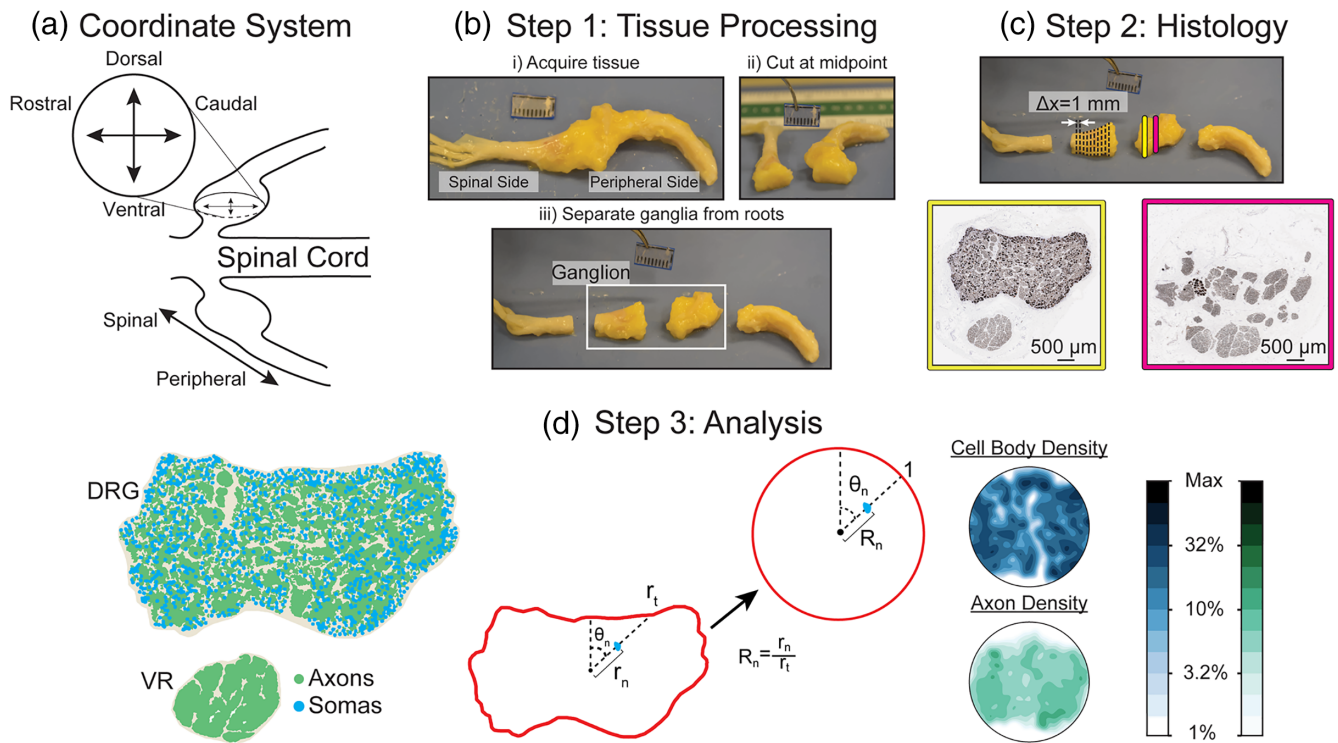 (a) Coordinate System
Dorsal
Rostral
Caudal
Ventral
Spinal Cord
Spinal
Peripheral
(b) Step 1: Tissue Processing
i) Acquire tissue
ii) Cut at midpoint
Spinal Side
Peripheral Side
iii) Separate ganglia from roots
Ganglion
(c) Step 2: Histology
Δx=1 mm
500 μm
500 μm
(d) Step 3: Analysis
DRG
VR
Axons
Somas
rt
θn
rn
Rn=rn/rt
θn
1
Rn
Cell Body Density
Axon Density
Max
32%
10%
3.2%
1%